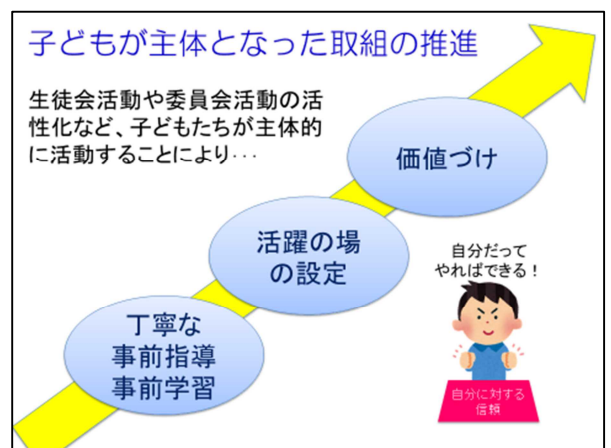 子どもが主体となった取組の推進
生徒会活動や委員会活動の活
性化など、子どもたちが主体的
に活動することにより…
価値づけ
活躍の場
の設定
丁寧な
事前指導
事前学習
自分だって
やればできる！
自分に対する
信頼